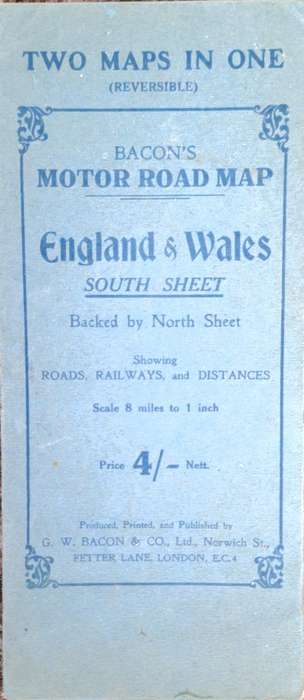 TWO MAPS IN ONE
(REVERSIBLE)
BACON'S
MOTOR ROAD MAP
England & Wales
SOUTH SHEET
Backed by North Sheet
Showing
ROADS, RAILWAYS, and DISTANCES
Scale 8 miles to 1 inch
Price 4/- Nett.
Produced, Printed, and Published by
G. W. BACON & CO., Ltd., Norwich St.,
FETTER LANE, LONDON, E.C.4